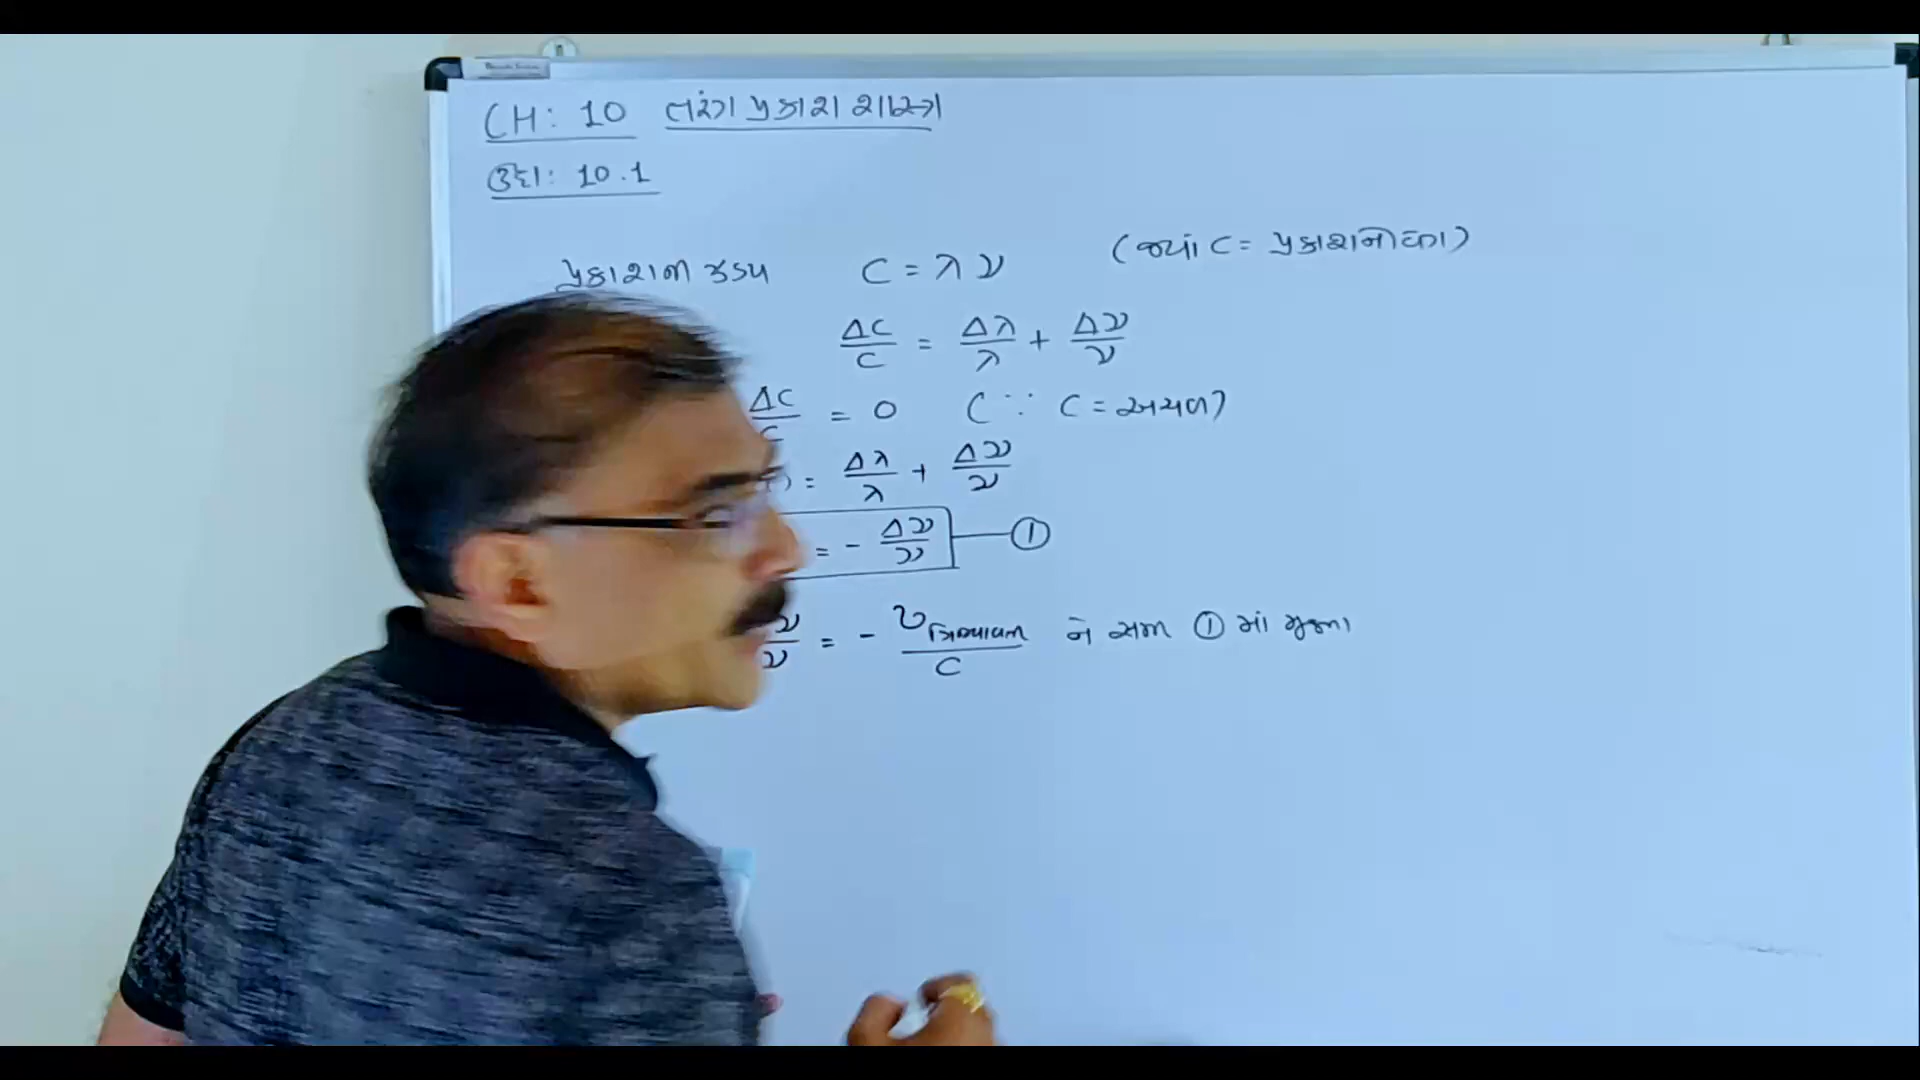 CH: 10 તરંગ પ્રકાશ શાસ્ત્ર
ઉદા: 10.1
પ્રકાશની ઝડપ C = λν (જ્યાં C = પ્રકાશનો વેગ)
ΔC/C = Δλ/λ + Δν/ν
ΔC/C = 0 (∵ C = અચળ)
= Δλ/λ + Δν/ν
= - Δν/ν — ①
ν/ν = - υત્રિજ્યાવર્તી/C ને સમી ① માં મૂકતા